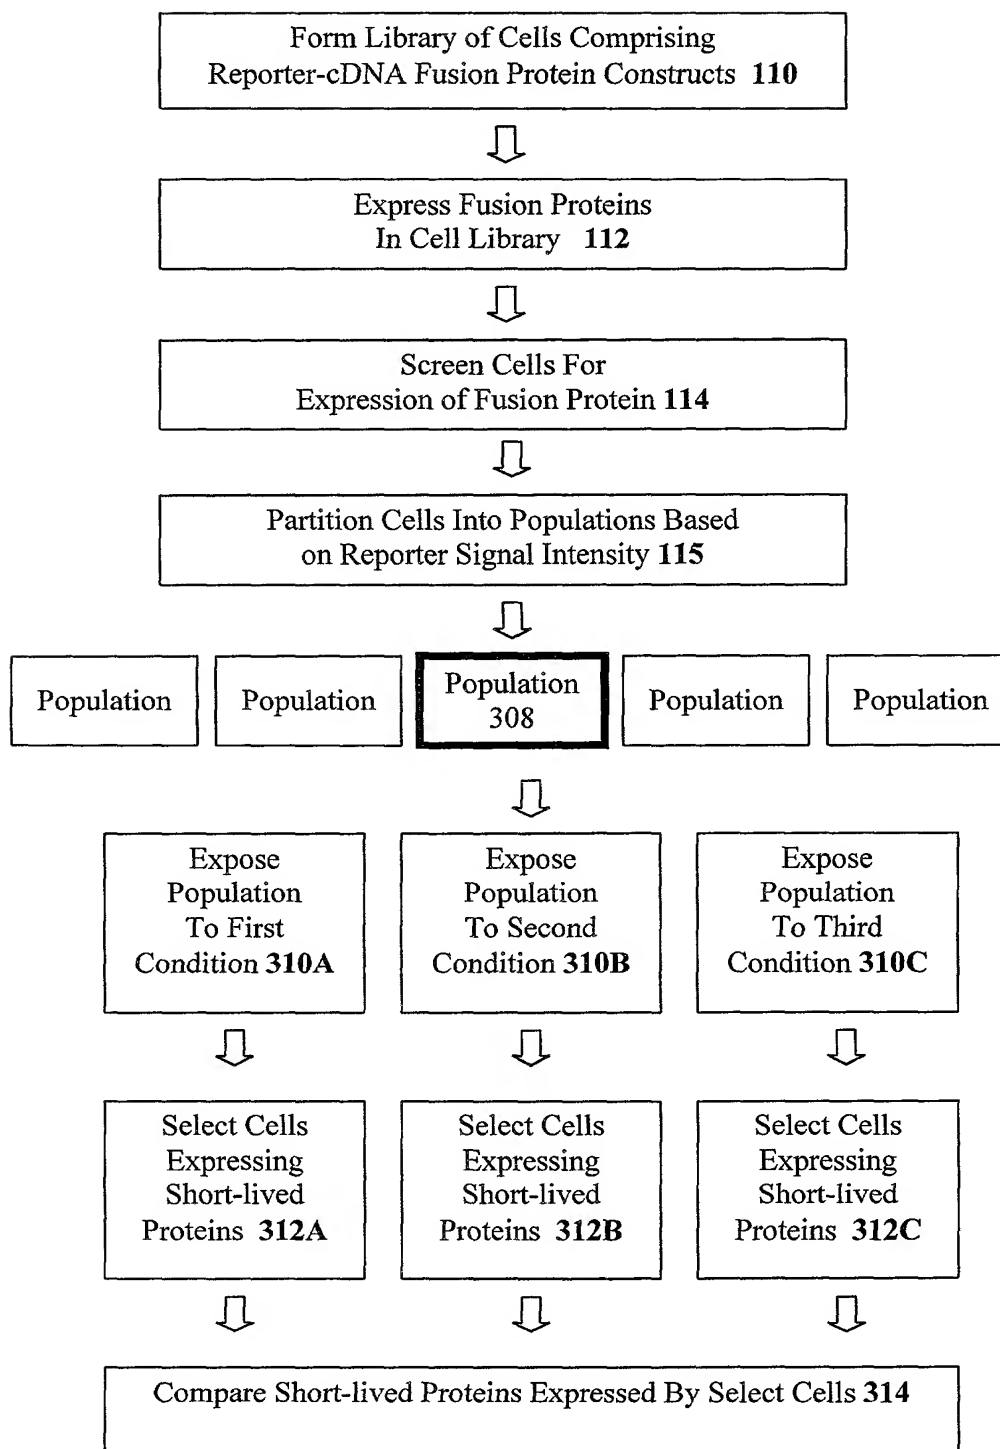 Form Library of Cells Comprising
Reporter-cDNA Fusion Protein Constructs 110
Express Fusion Proteins
In Cell Library 112
Screen Cells For
Expression of Fusion Protein 114
Partition Cells Into Populations Based
on Reporter Signal Intensity 115
Population
Population
Population
308
Population
Population
Expose
Population
To First
Condition 310A
Expose
Population
To Second
Condition 310B
Expose
Population
To Third
Condition 310C
Select Cells
Expressing
Short-lived
Proteins 312A
Select Cells
Expressing
Short-lived
Proteins 312B
Select Cells
Expressing
Short-lived
Proteins 312C
Compare Short-lived Proteins Expressed By Select Cells 314